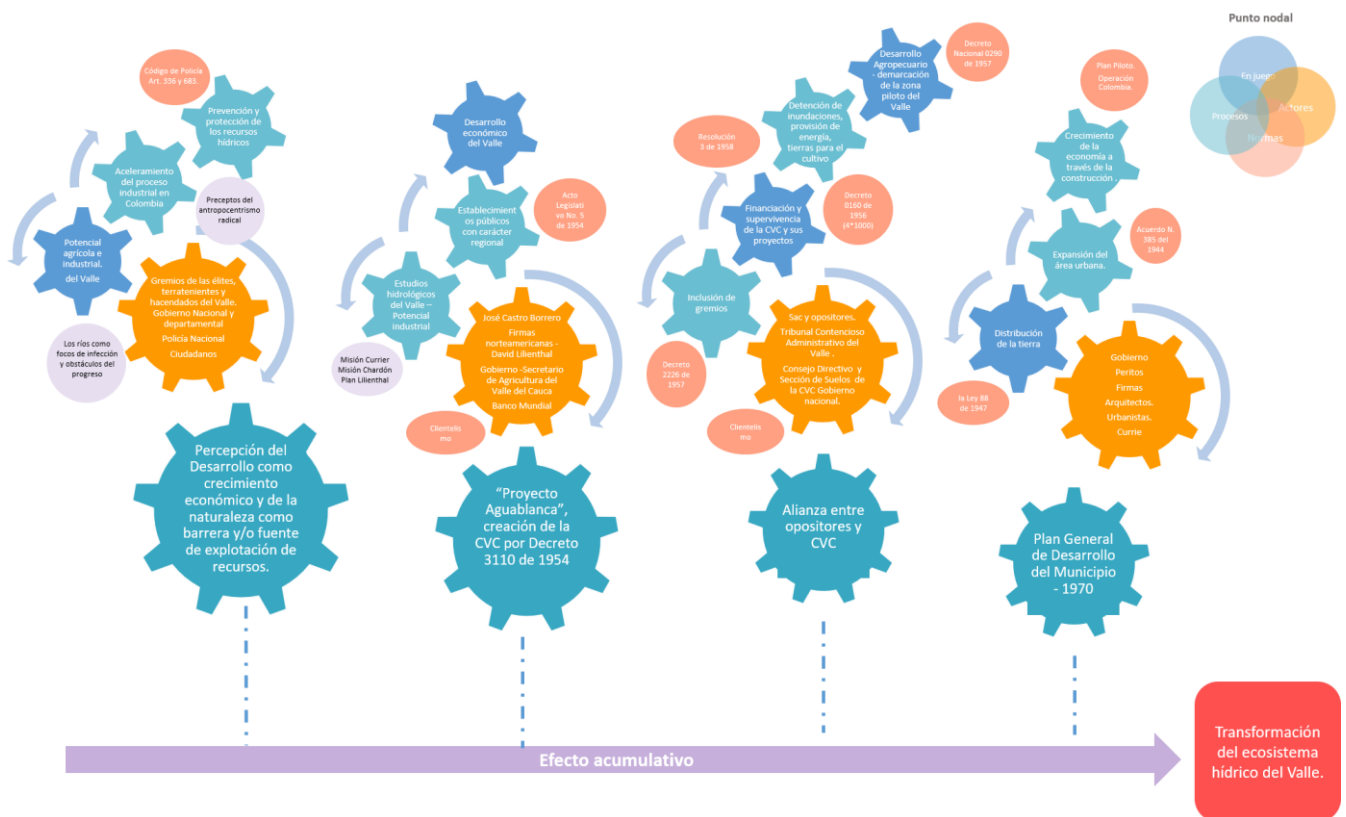 Punto nodal
En juego
Actores
Procesos
Normas
Código de Policía
Art. 336 y 683.
Prevención y
protección de
los recursos
hídricos
Aceleramiento
del proceso
industrial en
Colombia
Preceptos del
antropocentrismo
radical
Potencial
agrícola e
industrial.
del Valle
Gremios de las élites,
terratenientes y
hacendados del Valle.
Gobierno Nacional y
departamental
Policía Nacional
Ciudadanos
Los ríos como
focos de infección
y obstáculos del
progreso
Percepción del
Desarrollo como
crecimiento
económico y de la
naturaleza como
barrera y/o fuente
de explotación de
recursos.
Desarrollo
económico
del Valle
Establecimient
os públicos
con carácter
regional
Acto
Legislati
vo No. 5
de 1954
Estudios
hidrológicos
del Valle –
Potencial
industrial
Misión Currier
Misión Chardón
Plan Lilienthal
José Castro Borrero
Firmas
norteamericanas -
David Lilienthal
Gobierno -Secretario
de Agricultura del
Valle del Cauca
Banco Mundial
Clientelis
mo
“Proyecto
Aguablanca”,
creación de la
CVC por Decreto
3110 de 1954
Desarrollo
Agropecuario
- demarcación
de la zona
piloto del
Valle
Decreto
Nacional 0290
de 1957
Detención de
inundaciones,
provisión de
energía,
tierras para el
cultivo
Resolución
3 de 1958
Financiación y
supervivencia
de la CVC y sus
proyectos
Decreto
0160 de
1956
(4*1000)
Inclusión de
gremios
Decreto
2226 de
1957
Sac y opositores.
Tribunal Contencioso
Administrativo del
Valle .
Consejo Directivo y
Sección de Suelos de
la CVC Gobierno
nacional.
Clientelis
mo
Alianza entre
opositores y
CVC
Plan Piloto.
Operación
Colombia.
Crecimiento
de la
economía a
través de la
construcción .
Acuerdo N.
385 del
1944
Expansión del
área urbana.
Distribución
de la tierra
la Ley 88
de 1947
Gobierno
Peritos
Firmas
Arquitectos.
Urbanistas.
Currie
Plan General
de Desarrollo
del Municipio
- 1970
Efecto acumulativo
Transformación
del ecosistema
hídrico del Valle.